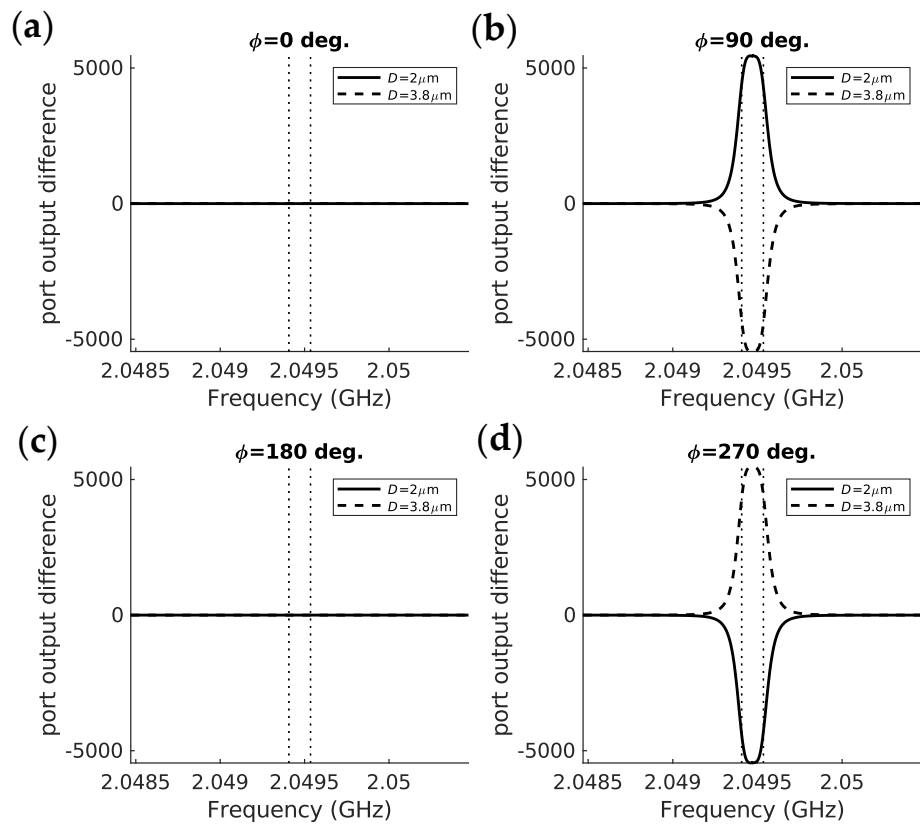 (a)
ϕ=0 deg.
D=2μm
D=3.8μm
port output difference
5000
0
-5000
2.0485 2.049 2.0495 2.05
Frequency (GHz)
(b)
ϕ=90 deg.
D=2μm
D=3.8μm
port output difference
5000
0
-5000
2.0485 2.049 2.0495 2.05
Frequency (GHz)
(c)
ϕ=180 deg.
D=2μm
D=3.8μm
port output difference
5000
0
-5000
2.0485 2.049 2.0495 2.05
Frequency (GHz)
(d)
ϕ=270 deg.
D=2μm
D=3.8μm
port output difference
5000
0
-5000
2.0485 2.049 2.0495 2.05
Frequency (GHz)